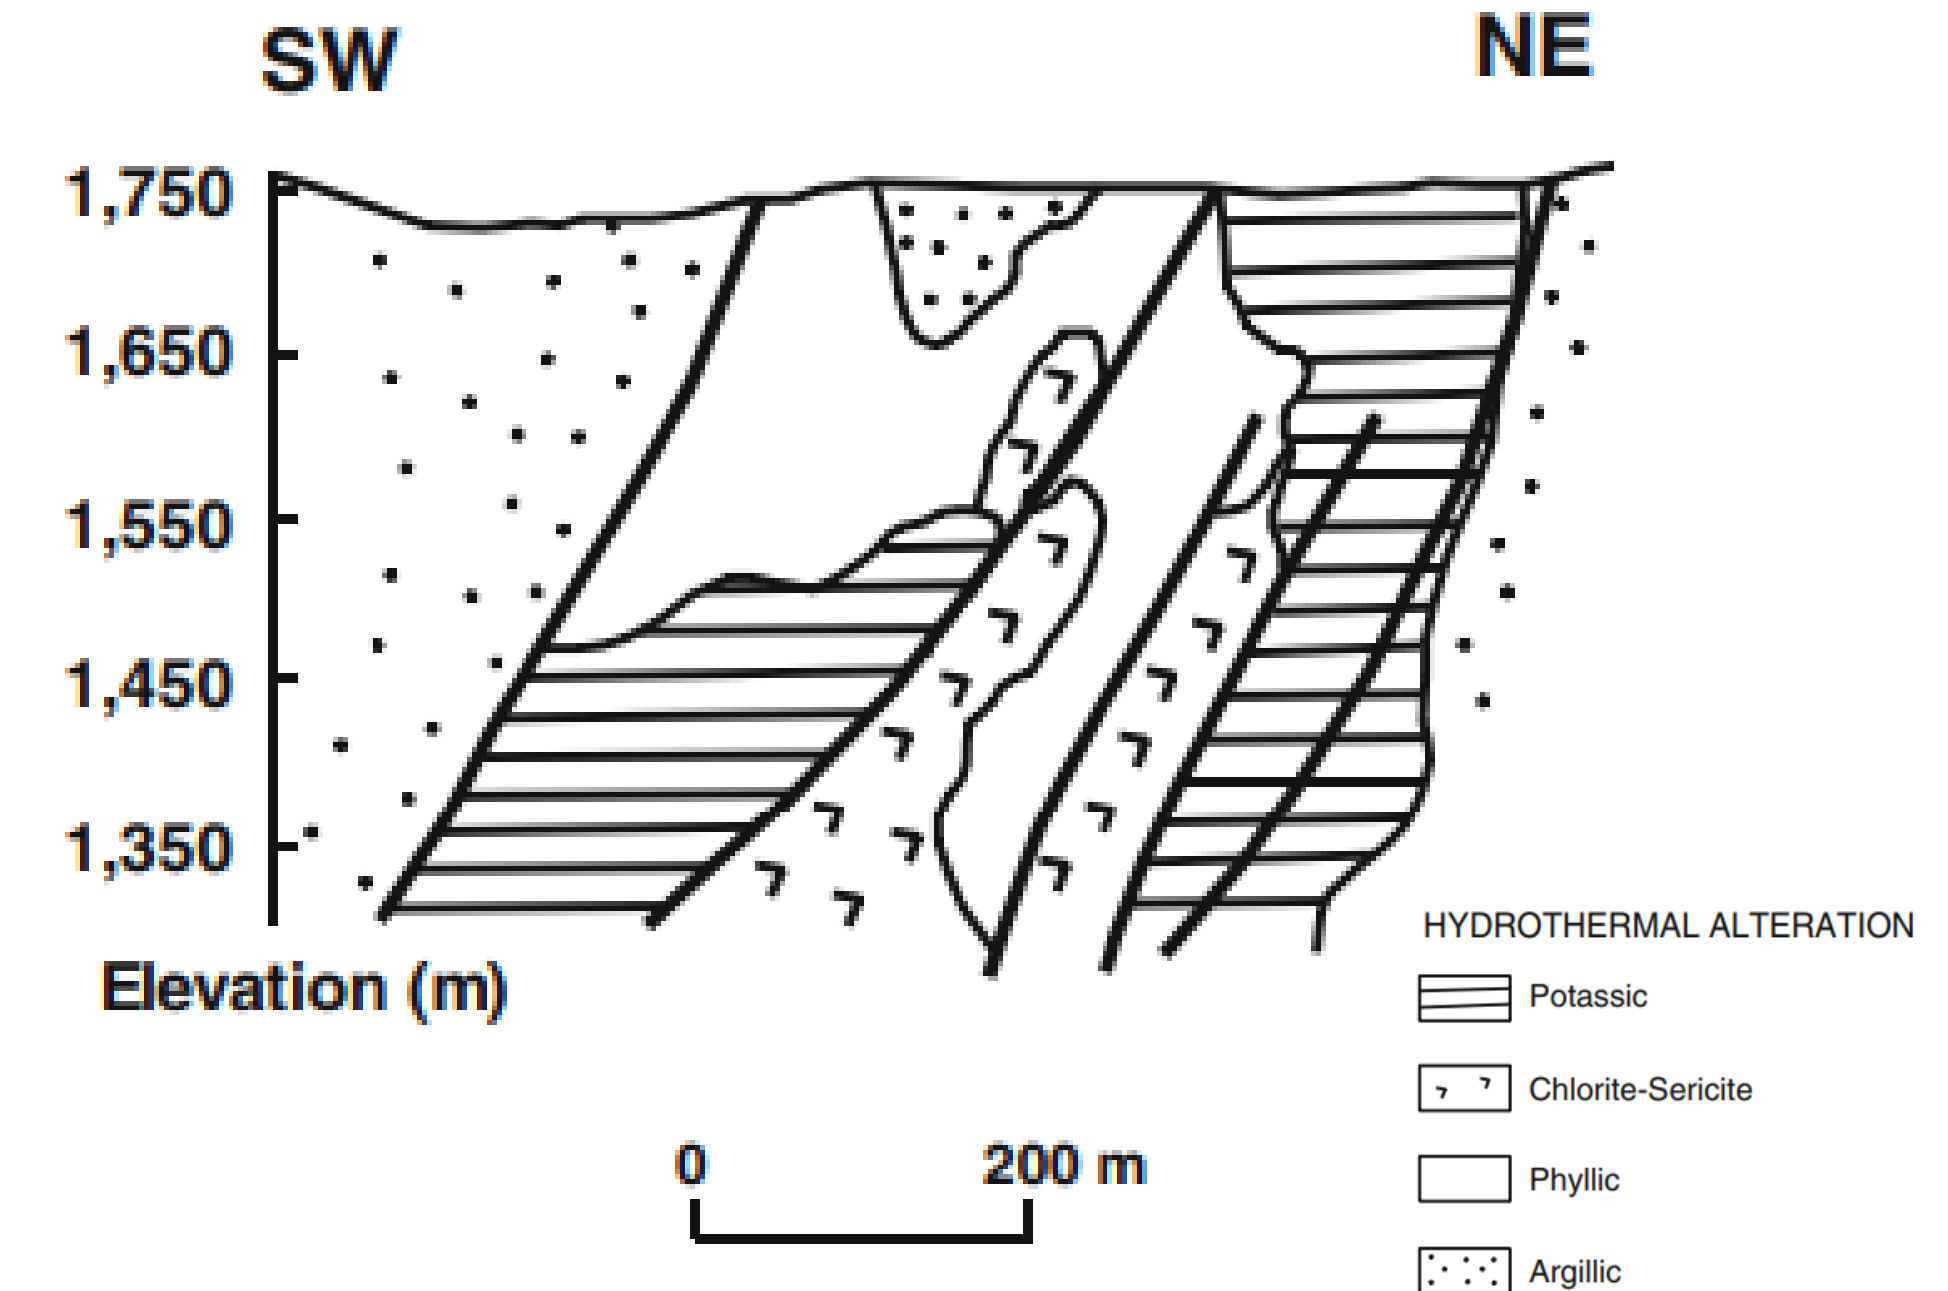 SW
NE
1,750
1,650
1,550
1,450
1,350
Elevation (m)
HYDROTHERMAL ALTERATION
Potassic
Chlorite-Sericite
Phyllic
Argillic
0
200 m